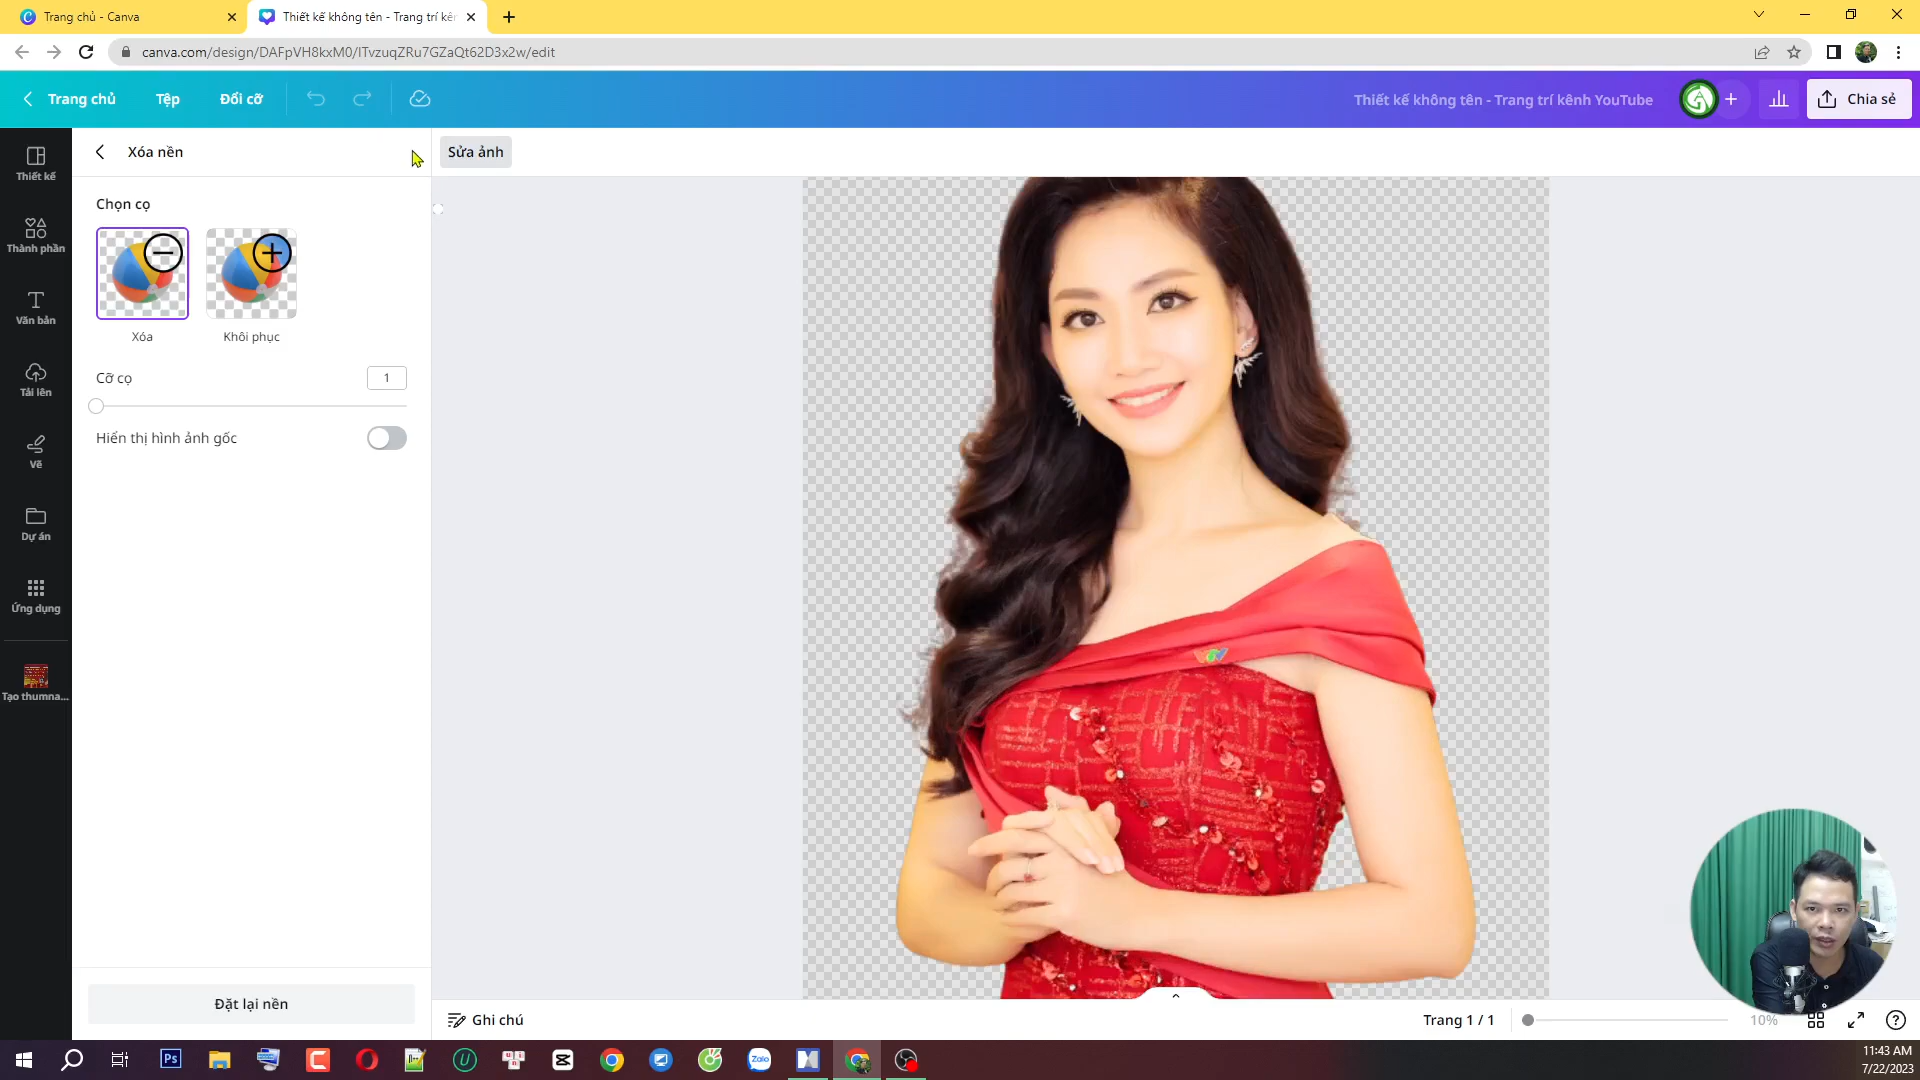 Trang chủ - Canva
Thiết kế không tên - Trang trí kên
canva.com/design/DAFpVH8kxM0/ITvzuqZRu7GZaQt62D3x2w/edit
Trang chủ
Tệp
Đổi cỡ
Thiết kế không tên - Trang trí kênh YouTube
Chia sẻ
Thiết kế
Thành phần
Văn bản
Tải lên
Vẽ
Dự án
Ứng dụng
Tạo thumna...
Xóa nền
Sửa ảnh
Chọn cọ
Xóa
Khôi phục
Cỡ cọ
1
Hiển thị hình ảnh gốc
Đặt lại nền
Ghi chú
Trang 1 / 1
10%
Ps
Zalo
11:43 AM
7/22/2023